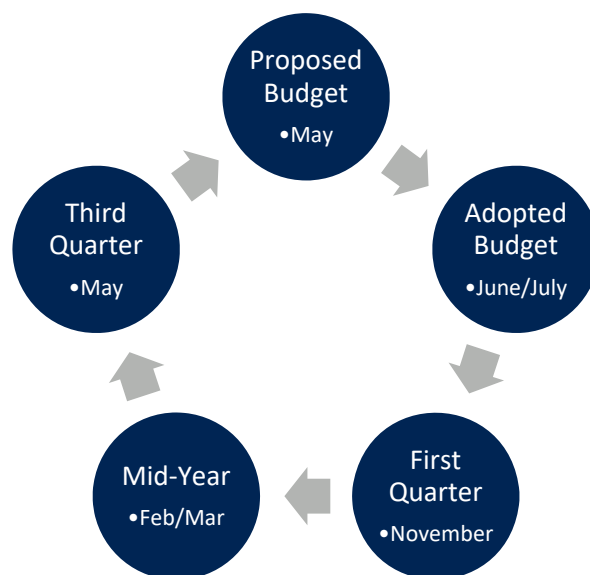 Proposed
Budget
•May
Adopted
Budget
•June/July
First
Quarter
•November
Mid-Year
•Feb/Mar
Third
Quarter
•May